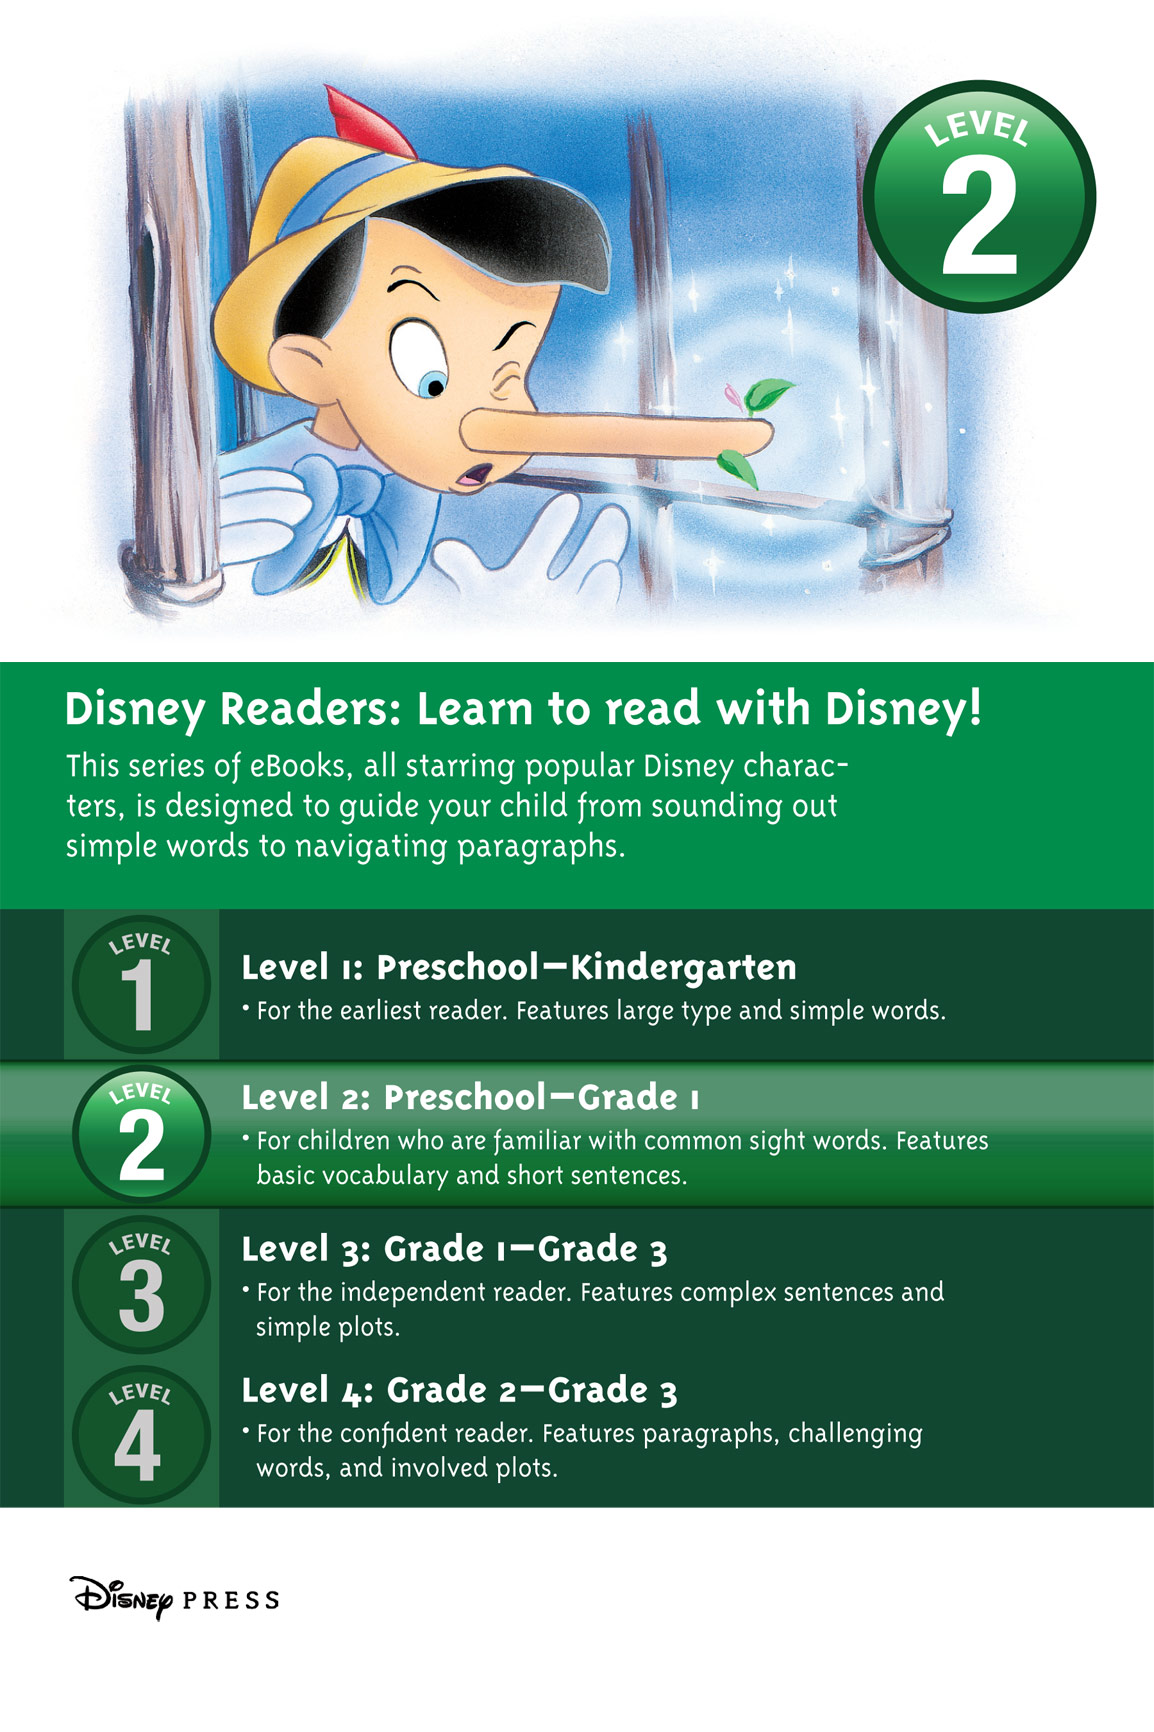 LEVEL
2
Disney Readers: Learn to read with Disney!
This series of eBooks, all starring popular Disney charac-
ters, is designed to guide your child from sounding out
simple words to navigating paragraphs.
LEVEL
1
Level 1: Preschool—Kindergarten
• For the earliest reader. Features large type and simple words.
LEVEL
2
Level 2: Preschool—Grade 1
• For children who are familiar with common sight words. Features
basic vocabulary and short sentences.
LEVEL
3
Level 3: Grade 1—Grade 3
• For the independent reader. Features complex sentences and
simple plots.
LEVEL
4
Level 4: Grade 2—Grade 3
• For the confident reader. Features paragraphs, challenging
words, and involved plots.
Disney PRESS